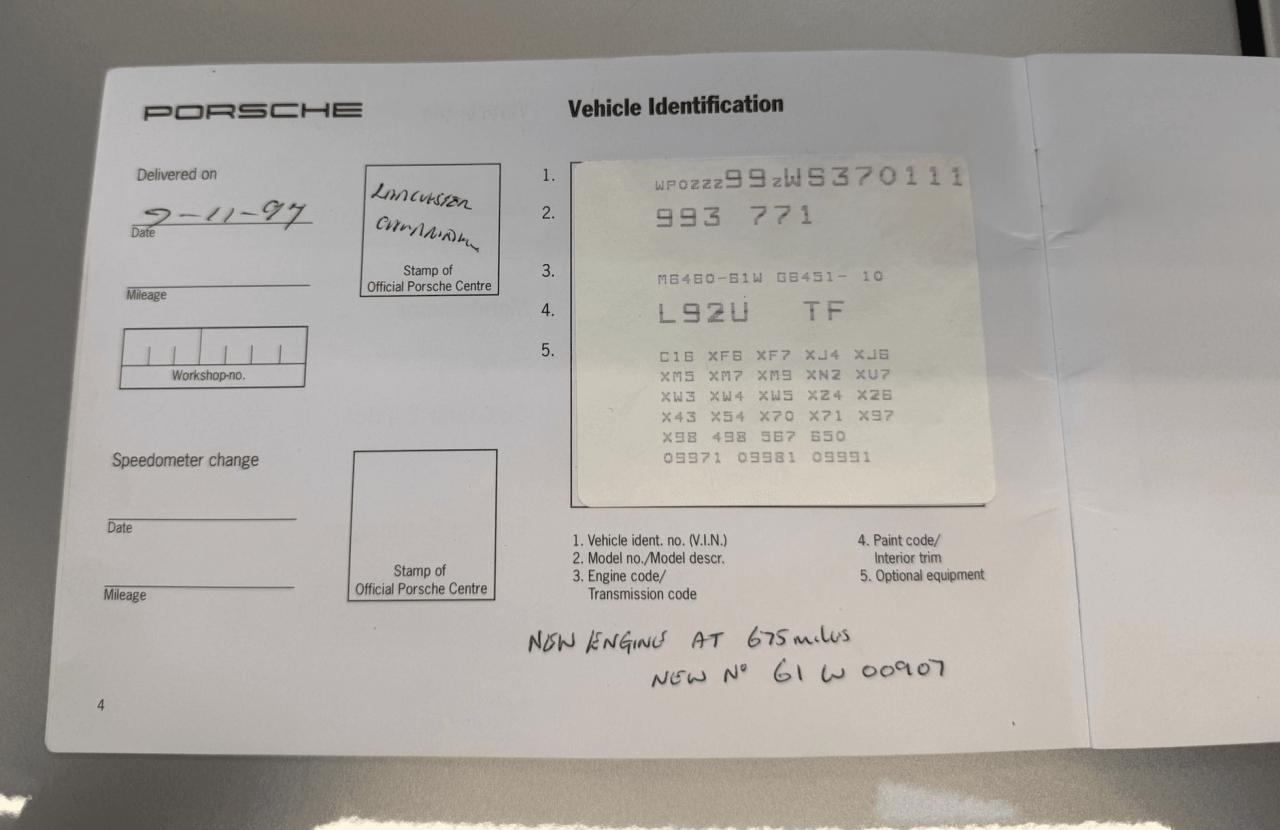 PORSCHE
Vehicle Identification
Delivered on
9-11-97
Date
Mileage
Workshop-no.
LANCASTER
Stamp of
Official Porsche Centre
1. WP0ZZZ99ZWS370111
2. 993 771
3. M6460-61W G6451- 10
4. L92U TF
5. C16 XF6 XF7 XJ4 XJ6
XM5 XM7 XM9 XN2 XU7
XW3 XW4 XW5 XZ4 X26
X43 X54 X70 X71 X97
X98 498 567 650
09971 09981 09991
Speedometer change
Date
Mileage
Stamp of
Official Porsche Centre
1. Vehicle ident. no. (V.I.N.)
2. Model no./Model descr.
3. Engine code/
Transmission code
4. Paint code/
Interior trim
5. Optional equipment
NEW ENGINE AT 675 miles
NEW Nº 61 W 00907
4